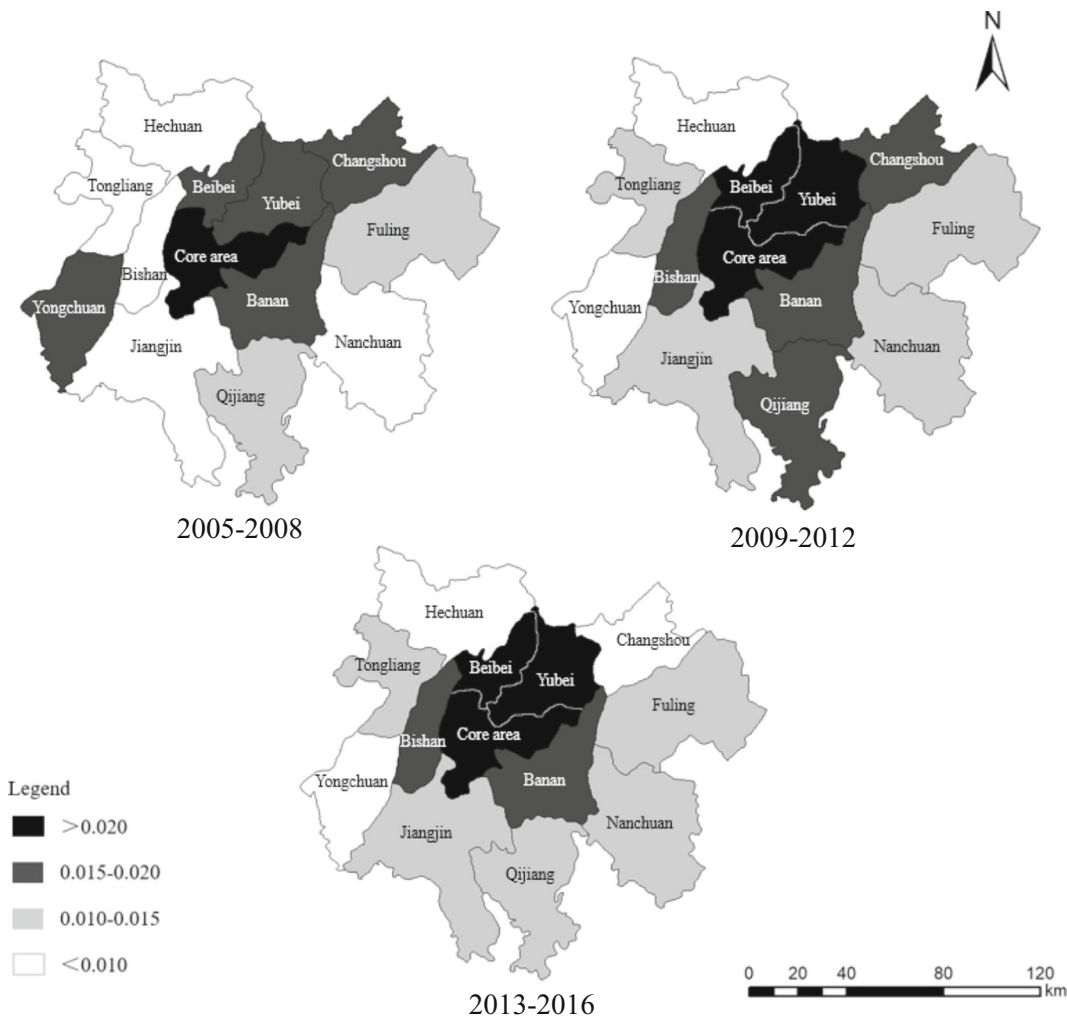 N
Hechuan
Tongliang
Beibei
Changshou
Yubei
Fuling
Core area
Bishan
Yongchuan
Banan
Jiangjin
Nanchuan
Qijiang
2005-2008
Hechuan
Tongliang
Beibei
Changshou
Yubei
Fuling
Core area
Bishan
Yongchuan
Banan
Jiangjin
Nanchuan
Qijiang
2009-2012
Hechuan
Changshou
Tongliang
Beibei
Yubei
Fuling
Core area
Bishan
Yongchuan
Banan
Jiangjin
Nanchuan
Qijiang
2013-2016
Legend
>0.020
0.015-0.020
0.010-0.015
<0.010
0 20 40 80 120
km